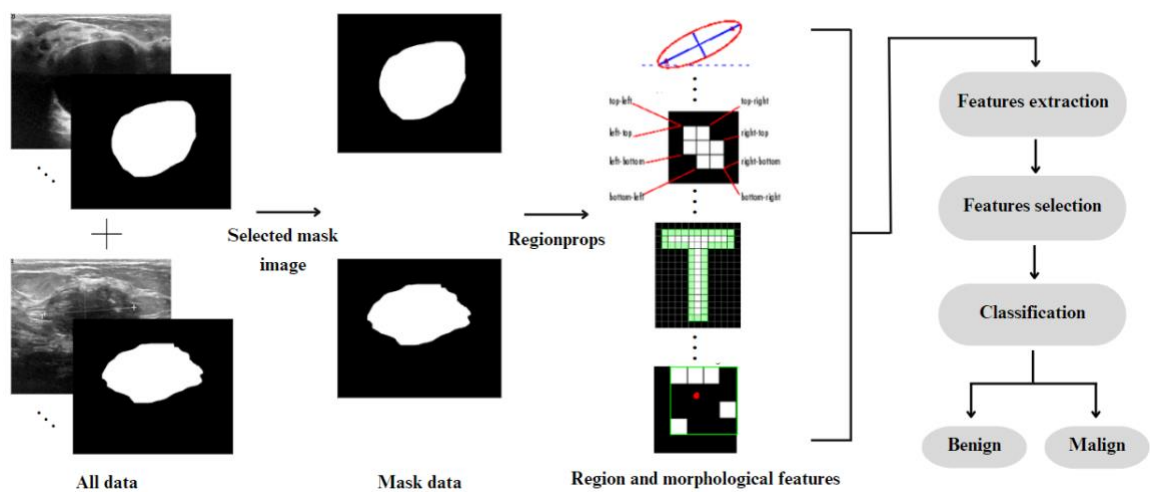 top-left
top-right
left-top
right-top
left-bottom
right-bottom
bottom-left
bottom-right
Selected mask
image
Regionprops
Features extraction
Features selection
Classification
Benign
Malign
All data
Mask data
Region and morphological features